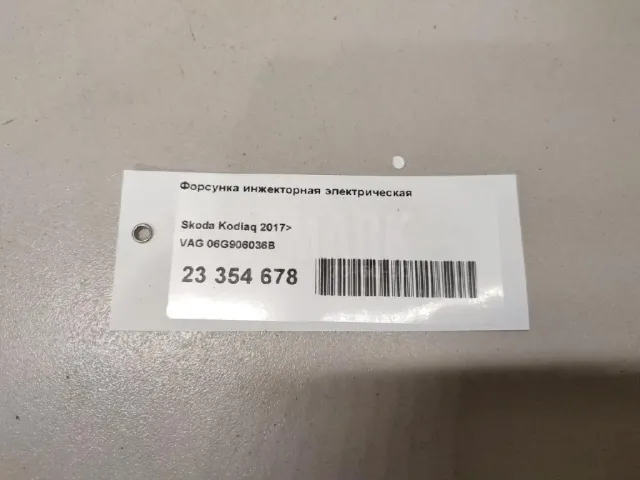 Форсунка инжекторная электрическая
Skoda Kodiaq 2017>
VAG 06G906036B
23 354 678